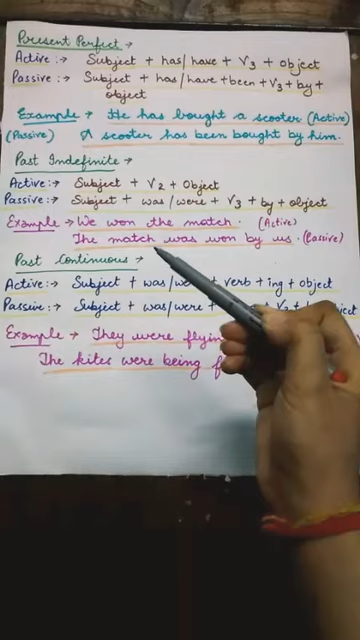 Present Perfect :→
Active :→ Subject + has/have + V3 + object
Passive :→ Subject + has/have + been + V3 + by +
object
Example :→ He has bought a scooter (Active)
(Passive) A scooter has been bought by him.
Past Indefinite :→
Active :→ Subject + V2 + Object
Passive :→ Subject + was/were + V3 + by + object
Example → We won the match. (Active)
The match was won by us. (Passive)
Past Continuous :→
Active :→ Subject + was/were + verb + ing + object
Passive :→ Subject + was/were + V3 + object
Example → They were
The kites were being